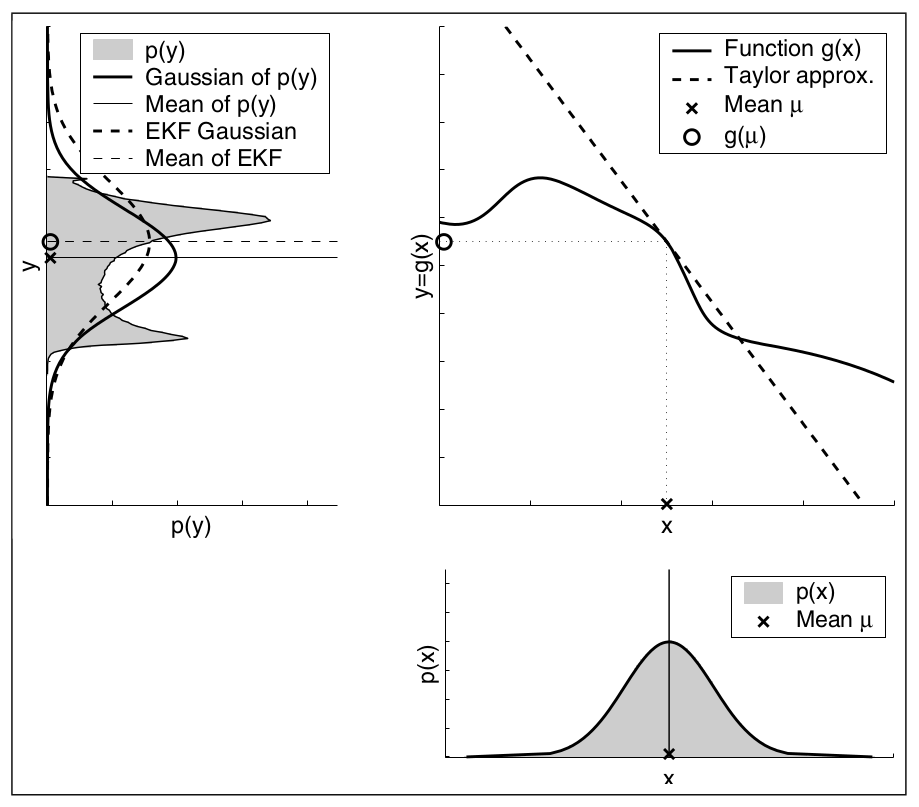 p(y)
Gaussian of p(y)
Mean of p(y)
EKF Gaussian
Mean of EKF
y
p(y)
Function g(x)
Taylor approx.
Mean μ
g(μ)
y=g(x)
x
p(x)
Mean μ
p(x)
x